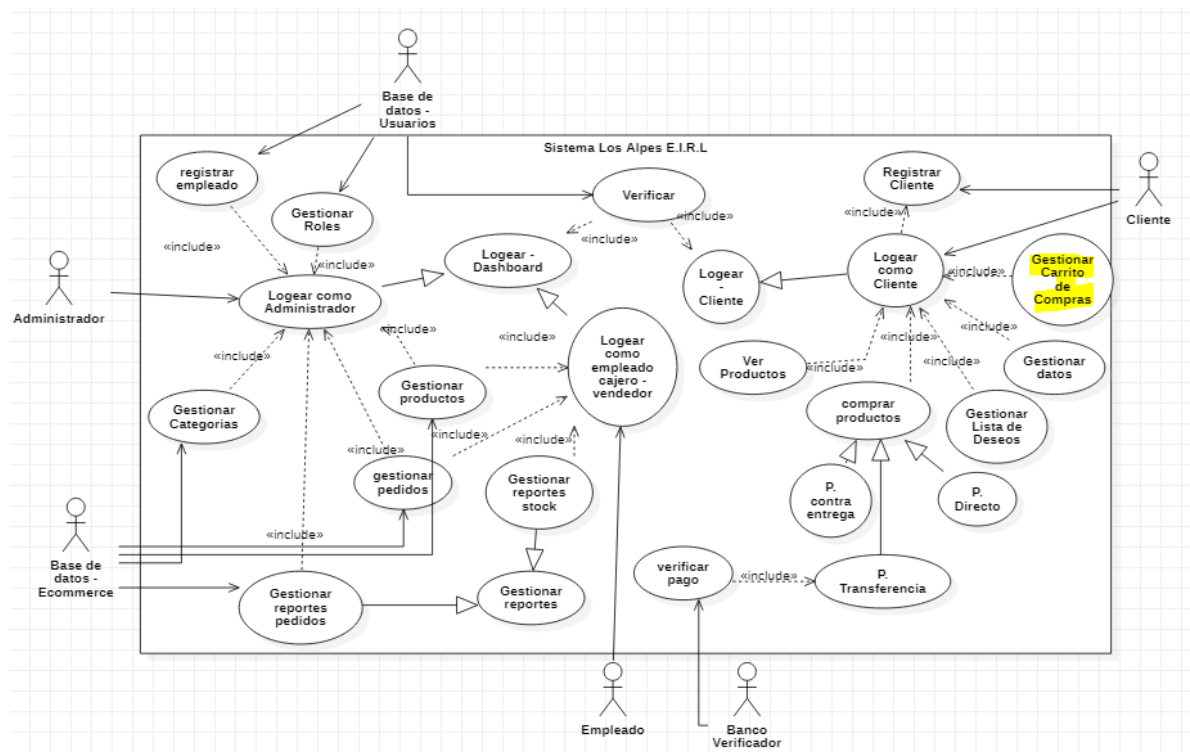 Base de
datos -
Usuarios
Sistema Los Alpes E.I.R.L
registrar
empleado
Gestionar
Roles
Verificar
Registrar
Cliente
Cliente
«include»
«include»
«include»
«include»
«include»
Logear -
Dashboard
Logear
-
Cliente
Logear
como
Cliente
«include»
Gestionar
Carrito
de
Compras
Administrador
Logear como
Administrador
«include»
«include»
«include»
Logear
como
empleado
cajero -
vendedor
«include»
«include»
«include»
«include»
Ver
Productos
Gestionar
datos
Gestionar
Categorias
Gestionar
productos
comprar
productos
Gestionar
Lista de
Deseos
«include»
«include»
«include»
gestionar
pedidos
Gestionar
reportes
stock
P.
contra
entrega
P.
Directo
«include»
Base de
datos -
Ecommerce
Gestionar
reportes
pedidos
Gestionar
reportes
verificar
pago
«include»
P.
Transferencia
Empleado
Banco
Verificador